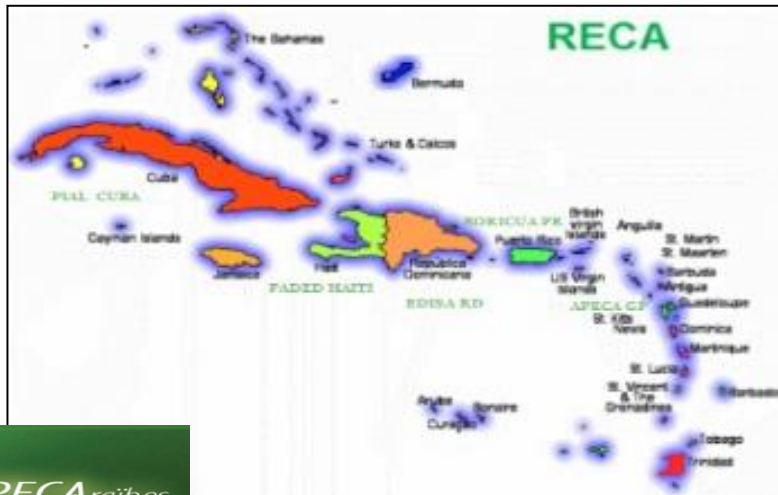 RECA
The Bahamas
Bermuda
Turks & Caicos
Cuba
PIAL CUBA
Cayman Islands
Jamaica
Haiti
PADED HAITI
Republica
Dominicana
EDISA RD
BORICUA PR
Puerto Rico
British
Virgin
Islands
US Virgin
Islands
Anguilla
St. Martin
St. Maarten
Barbuda
Antigua
Guadeloupe
APECA GP
St. Kitts
Nevis
Dominica
Martinique
St. Lucia
St. Vincent
& The
Grenadines
Barbados
Aruba
Curaçao
Bonaire
Tobago
Trinidad
RECAraïbes